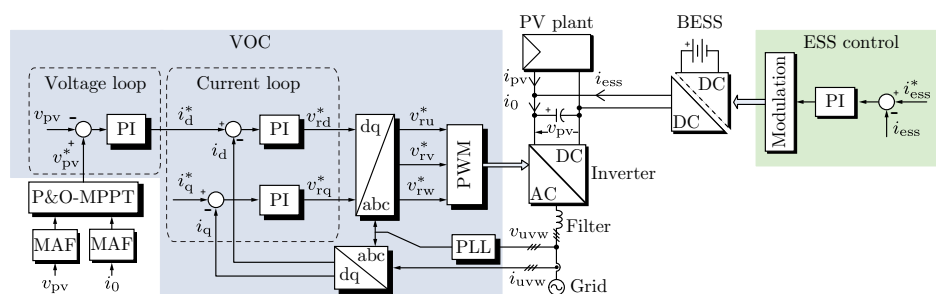 VOC
PV plant
BESS
ESS control
Voltage loop
Current loop
v_pv
v*_pv
PI
i*_d
i_d
PI
v*_rd
dq
abc
v*_ru
v*_rv
v*_rw
PWM
i_pv
i_0
i_ess
v_pv
DC
DC
Modulation
PI
i*_ess
i_ess
DC
AC
Inverter
P&O-MPPT
i*_q
i_q
PI
v*_rq
MAF
MAF
v_pv
i_0
abc
dq
PLL
v_uvw
Filter
i_uvw
Grid